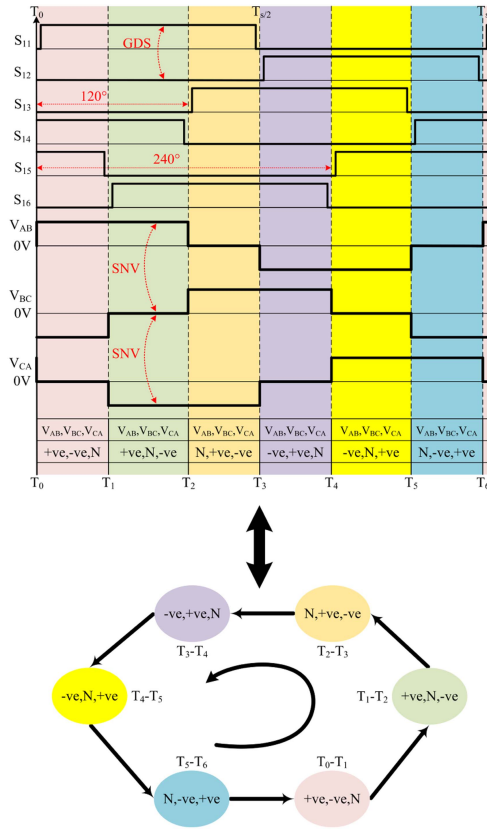 T0 Ts/2 Ts
S11
GDS
S12
S13
120°
S14
S15
240°
S16
VAB
0V
SNV
VBC
0V
SNV
VCA
0V
VAB,VBC,VCA VAB,VBC,VCA VAB,VBC,VCA VAB,VBC,VCA VAB,VBC,VCA VAB,VBC,VCA
+ve,-ve,N +ve,N,-ve N,+ve,-ve -ve,+ve,N -ve,N,+ve N,-ve,+ve
T0 T1 T2 T3 T4 T5 T6
-ve,+ve,N N,+ve,-ve
T3-T4 T2-T3
-ve,N,+ve T4-T5 T1-T2 +ve,N,-ve
T5-T6 T0-T1
N,-ve,+ve +ve,-ve,N